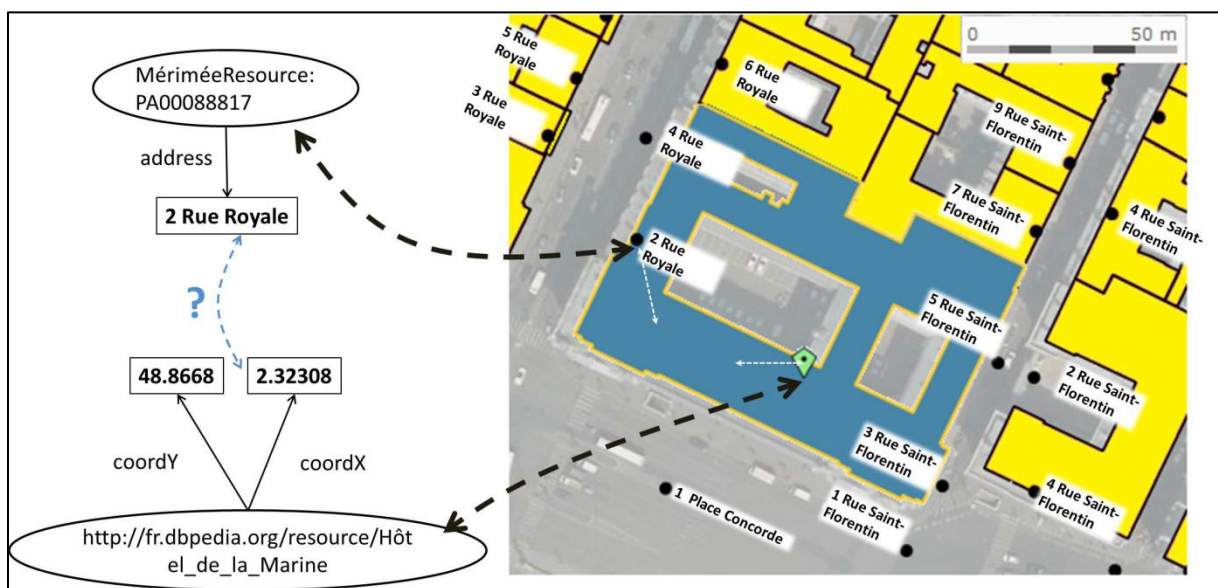 MériméeResource:
PA00088817
address
2 Rue Royale
?
48.8668
2.32308
coordY
coordX
http://fr.dbpedia.org/resource/Hôt
el_de_la_Marine
0
50 m
5 Rue
Royale
3 Rue
Royale
6 Rue
Royale
4 Rue
Royale
2 Rue
Royale
9 Rue Saint-
Florentin
7 Rue Saint-
Florentin
4 Rue Saint-
Florentin
5 Rue Saint-
Florentin
2 Rue Saint-
Florentin
3 Rue Saint-
Florentin
4 Rue Saint-
Florentin
1 Rue Saint-
Florentin
1 Place Concorde